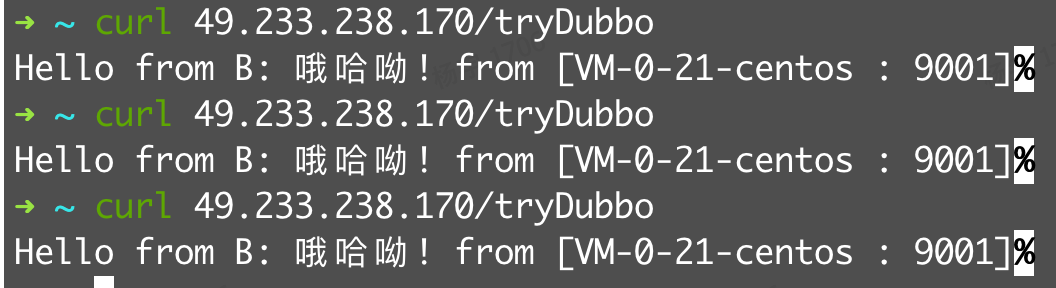 ➜ ~ curl 49.233.238.170/tryDubbo
Hello from B: 哦哈呦! from [VM-0-21-centos : 9001]%
➜ ~ curl 49.233.238.170/tryDubbo
Hello from B: 哦哈呦! from [VM-0-21-centos : 9001]%
➜ ~ curl 49.233.238.170/tryDubbo
Hello from B: 哦哈呦! from [VM-0-21-centos : 9001]%